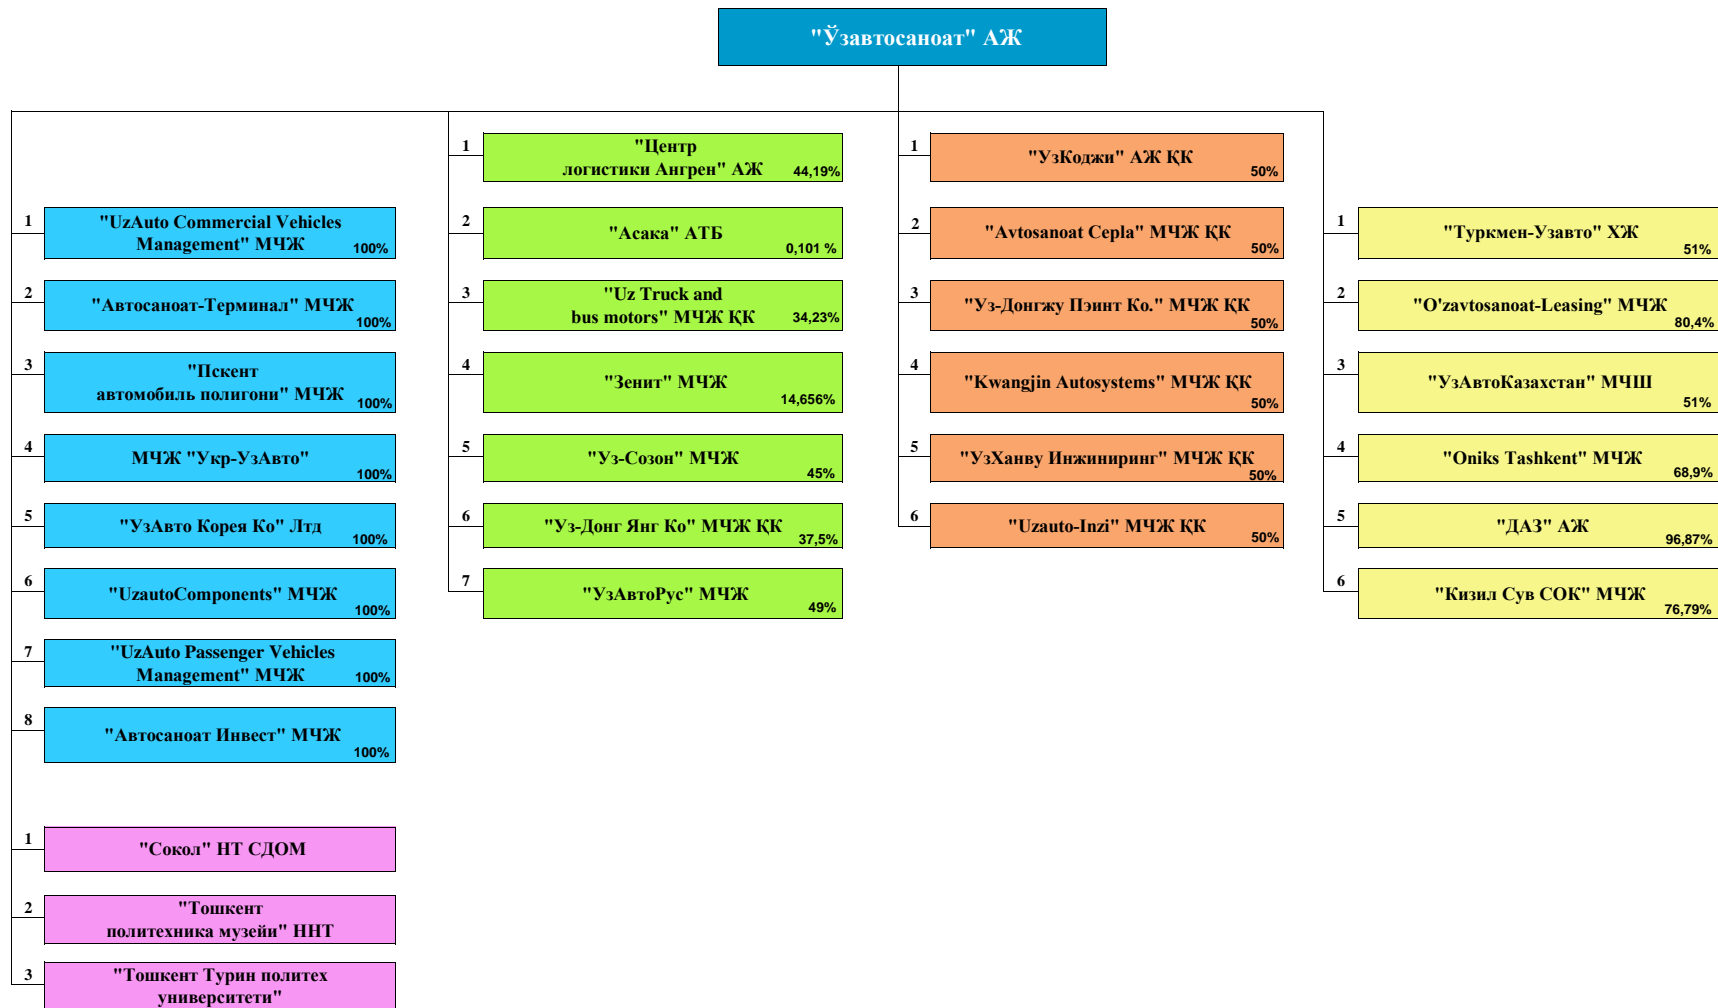 "Ўзавтосаноат" АЖ
1
"UzAuto Commercial Vehicles
Management" МЧЖ 100%
2
"Автосаноат-Терминал" МЧЖ
100%
3
"Пскент
автомобиль полигони" МЧЖ 100%
4
МЧЖ "Укр-УзАвто"
100%
5
"УзАвто Корея Ко" Лтд
100%
6
"UzautoComponents" МЧЖ
100%
7
"UzAuto Passenger Vehicles
Management" МЧЖ 100%
8
"Автосаноат Инвест" МЧЖ
100%
1
"Сокол" НТ СДОМ
2
"Тошкент
политехника музейи" ННТ
3
"Тошкент Турин политех
университети"
1
"Центр
логистики Ангрен" АЖ 44,19%
2
"Асака" АТБ
0,101 %
3
"Uz Truck and
bus motors" МЧЖ ҚК 34,23%
4
"Зенит" МЧЖ
14,656%
5
"Уз-Созон" МЧЖ
45%
6
"Уз-Донг Янг Ко" МЧЖ ҚК
37,5%
7
"УзАвтоРус" МЧЖ
49%
1
"УзКоджи" АЖ ҚК
50%
2
"Avtosanoat Cepla" МЧЖ ҚК
50%
3
"Уз-Донгжу Пэинт Ко." МЧЖ ҚК
50%
4
"Kwangjin Autosystems" МЧЖ ҚК
50%
5
"УзХанву Инжиниринг" МЧЖ ҚК
50%
6
"Uzauto-Inzi" МЧЖ ҚК
50%
1
"Туркмен-Узавто" ХЖ
51%
2
"O'zavtosanoat-Leasing" МЧЖ
80,4%
3
"УзАвтоКазахстан" МЧШ
51%
4
"Oniks Tashkent" МЧЖ
68,9%
5
"ДАЗ" АЖ
96,87%
6
"Кизил Сув СОК" МЧЖ
76,79%